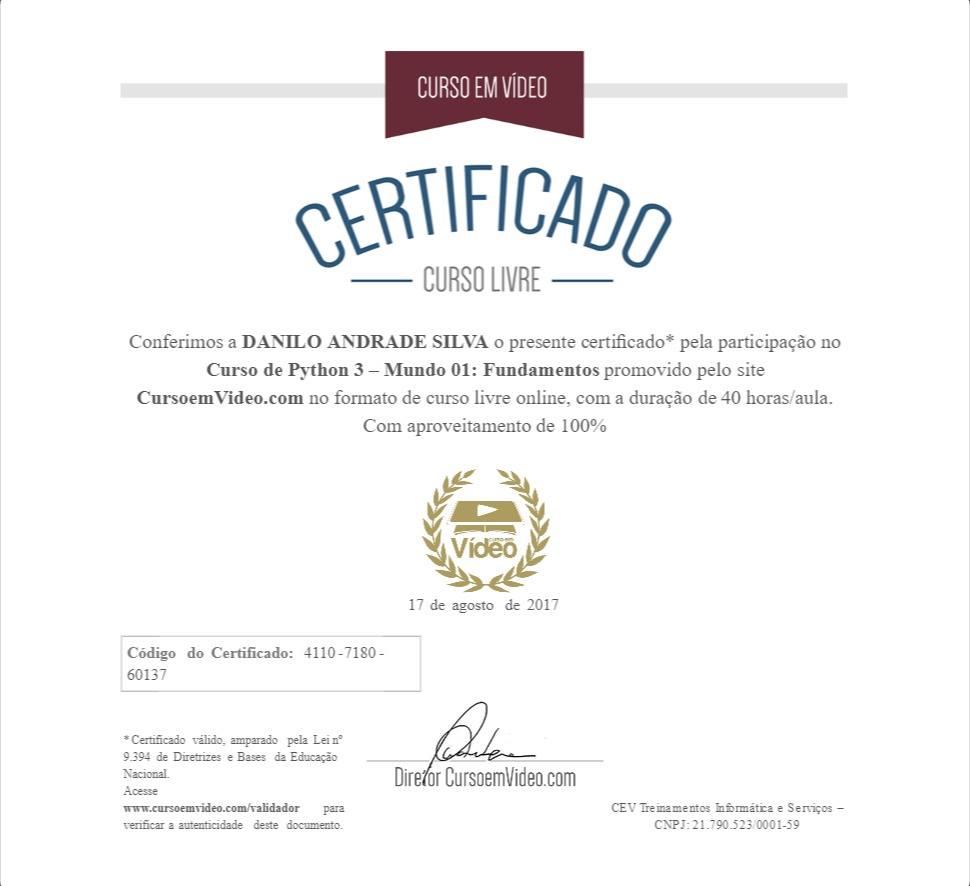 CURSO EM VÍDEO
CERTIFICADO
CURSO LIVRE
Conferimos a DANILO ANDRADE SILVA o presente certificado* pela participação no
Curso de Python 3 – Mundo 01: Fundamentos promovido pelo site
CursoemVideo.com no formato de curso livre online, com a duração de 40 horas/aula.
Com aproveitamento de 100%
curso em
Vídeo
17 de agosto de 2017
Código do Certificado: 4110-7180-
60137
*Certificado válido, amparado pela Lei nº
9.394 de Diretrizes e Bases da Educação
Nacional.
Acesse
www.cursoemvideo.com/validador para
verificar a autenticidade deste documento.
Diretor CursoemVideo.com
CEV Treinamentos Informática e Serviços –
CNPJ: 21.790.523/0001-59